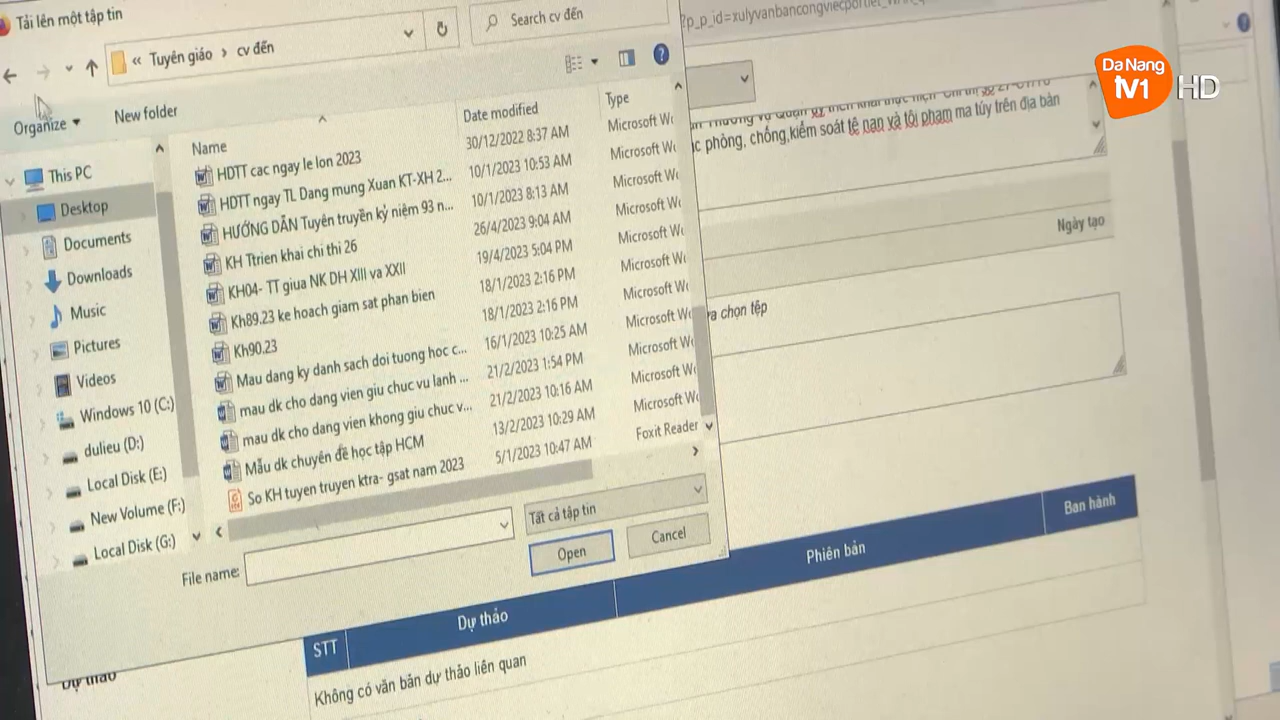 Tải lên một tập tin
« Tuyên giáo › cv đến
Search cv đến
Organize
New folder
This PC
Desktop
Documents
Downloads
Music
Pictures
Videos
Windows 10 (C:)
dulieu (D:)
Local Disk (E:)
New Volume (F:)
Local Disk (G:)
Name Date modified Type
HDTT cac ngay le lon 2023 30/12/2022 8:37 AM Microsoft
HDTT ngay TL Dang mung Xuan KT-XH 2... 10/1/2023 10:53 AM Microsoft
HƯỚNG DẪN Tuyên truyền kỷ niệm 93 n... 10/1/2023 8:13 AM Microsoft
KH Ttrien khai chi thi 26 26/4/2023 9:04 AM Microsoft
KH04- TT giua NK DH XIII va XXII 19/4/2023 5:04 PM Microsoft
Kh89.23 ke hoach giam sat phan bien 18/1/2023 2:16 PM Microsoft
Kh90.23 18/1/2023 2:16 PM Microsoft
Mau dang ky danh sach doi tuong hoc c... 16/1/2023 10:25 AM Microsoft
mau dk cho dang vien giu chuc vu lanh ... 21/2/2023 1:54 PM Microsoft
mau dk cho dang vien khong giu chuc v... 21/2/2023 10:16 AM Microsoft
Mẫu dk chuyên đề học tập HCM 13/2/2023 10:29 AM Microsoft
So KH tuyen truyen ktra- gsat nam 2023 5/1/2023 10:47 AM Foxit Reader
File name:
Tất cả tập tin
Open
Cancel
?p_p_id=xulyvanbancongviecportlet_WAR_
phòng, chống,kiểm soát tệ nạn và tội phạm ma túy trên địa bàn
Ngày tạo
chọn tệp
STT Dự thảo Phiên bản Ban hành
Không có văn bản dự thảo liên quan
Dự thảo
DA NANG
TV1 HD